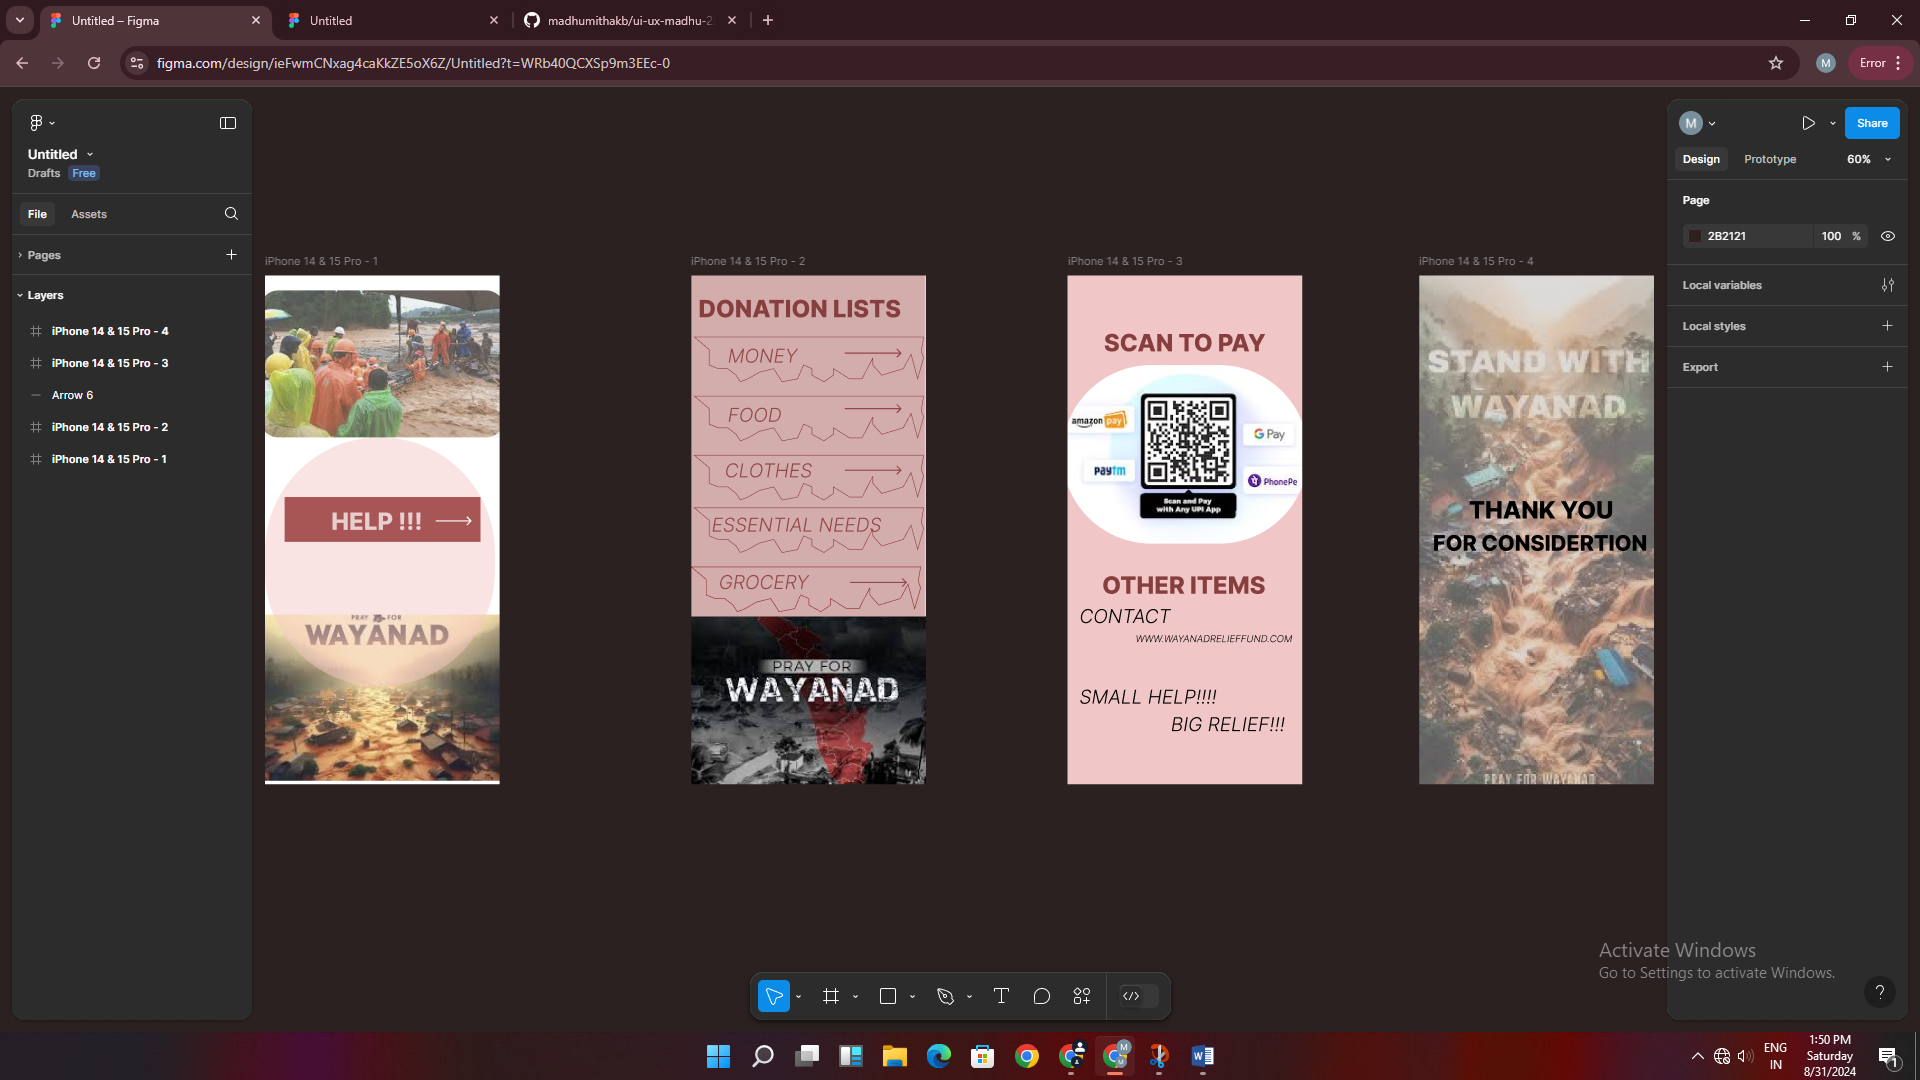 Untitled – Figma
Untitled
madhumithakb/ui-ux-madhu-2
figma.com/design/ieFwmCNxag4caKkZE5oX6Z/Untitled?t=WRb40QCXSp9m3EEc-0
M
Error
Untitled
Drafts Free
File Assets
Pages
Layers
iPhone 14 & 15 Pro - 4
iPhone 14 & 15 Pro - 3
Arrow 6
iPhone 14 & 15 Pro - 2
iPhone 14 & 15 Pro - 1
iPhone 14 & 15 Pro - 1
HELP !!!
PRAY FOR
WAYANAD
iPhone 14 & 15 Pro - 2
DONATION LISTS
MONEY
FOOD
CLOTHES
ESSENTIAL NEEDS
GROCERY
PRAY FOR
WAYANAD
iPhone 14 & 15 Pro - 3
SCAN TO PAY
amazon pay
G Pay
paytm
PhonePe
Scan and Pay
with Any UPI App
OTHER ITEMS
CONTACT
WWW.WAYANADRELIEFFUND.COM
SMALL HELP!!!!
BIG RELIEF!!!
iPhone 14 & 15 Pro - 4
STAND WITH
WAYANAD
THANK YOU
FOR CONSIDERTION
PRAY FOR WAYANAD
M
Share
Design Prototype 60%
Page
2B2121 100 %
Local variables
Local styles
Export
Activate Windows
Go to Settings to activate Windows.
?
ENG
IN
1:50 PM
Saturday
8/31/2024
1